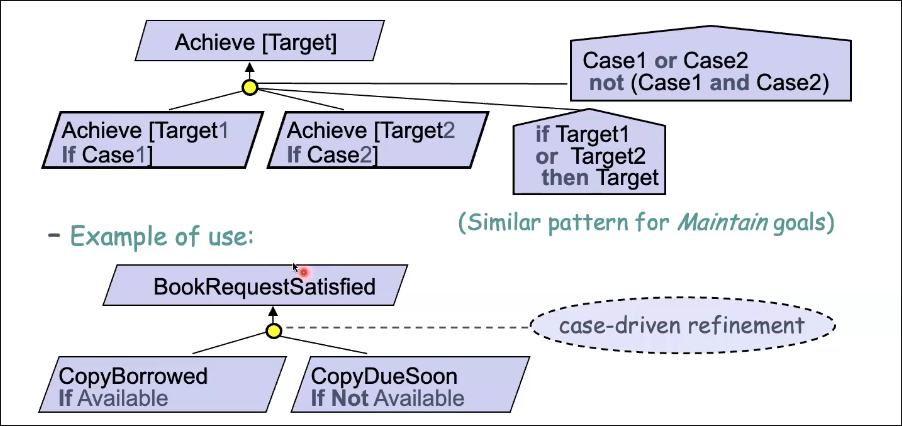 Achieve [Target]
Case1 or Case2
not (Case1 and Case2)
Achieve [Target1
If Case1]
Achieve [Target2
If Case2]
if Target1
or Target2
then Target
(Similar pattern for Maintain goals)
– Example of use:
BookRequestSatisfied
case-driven refinement
CopyBorrowed
If Available
CopyDueSoon
If Not Available